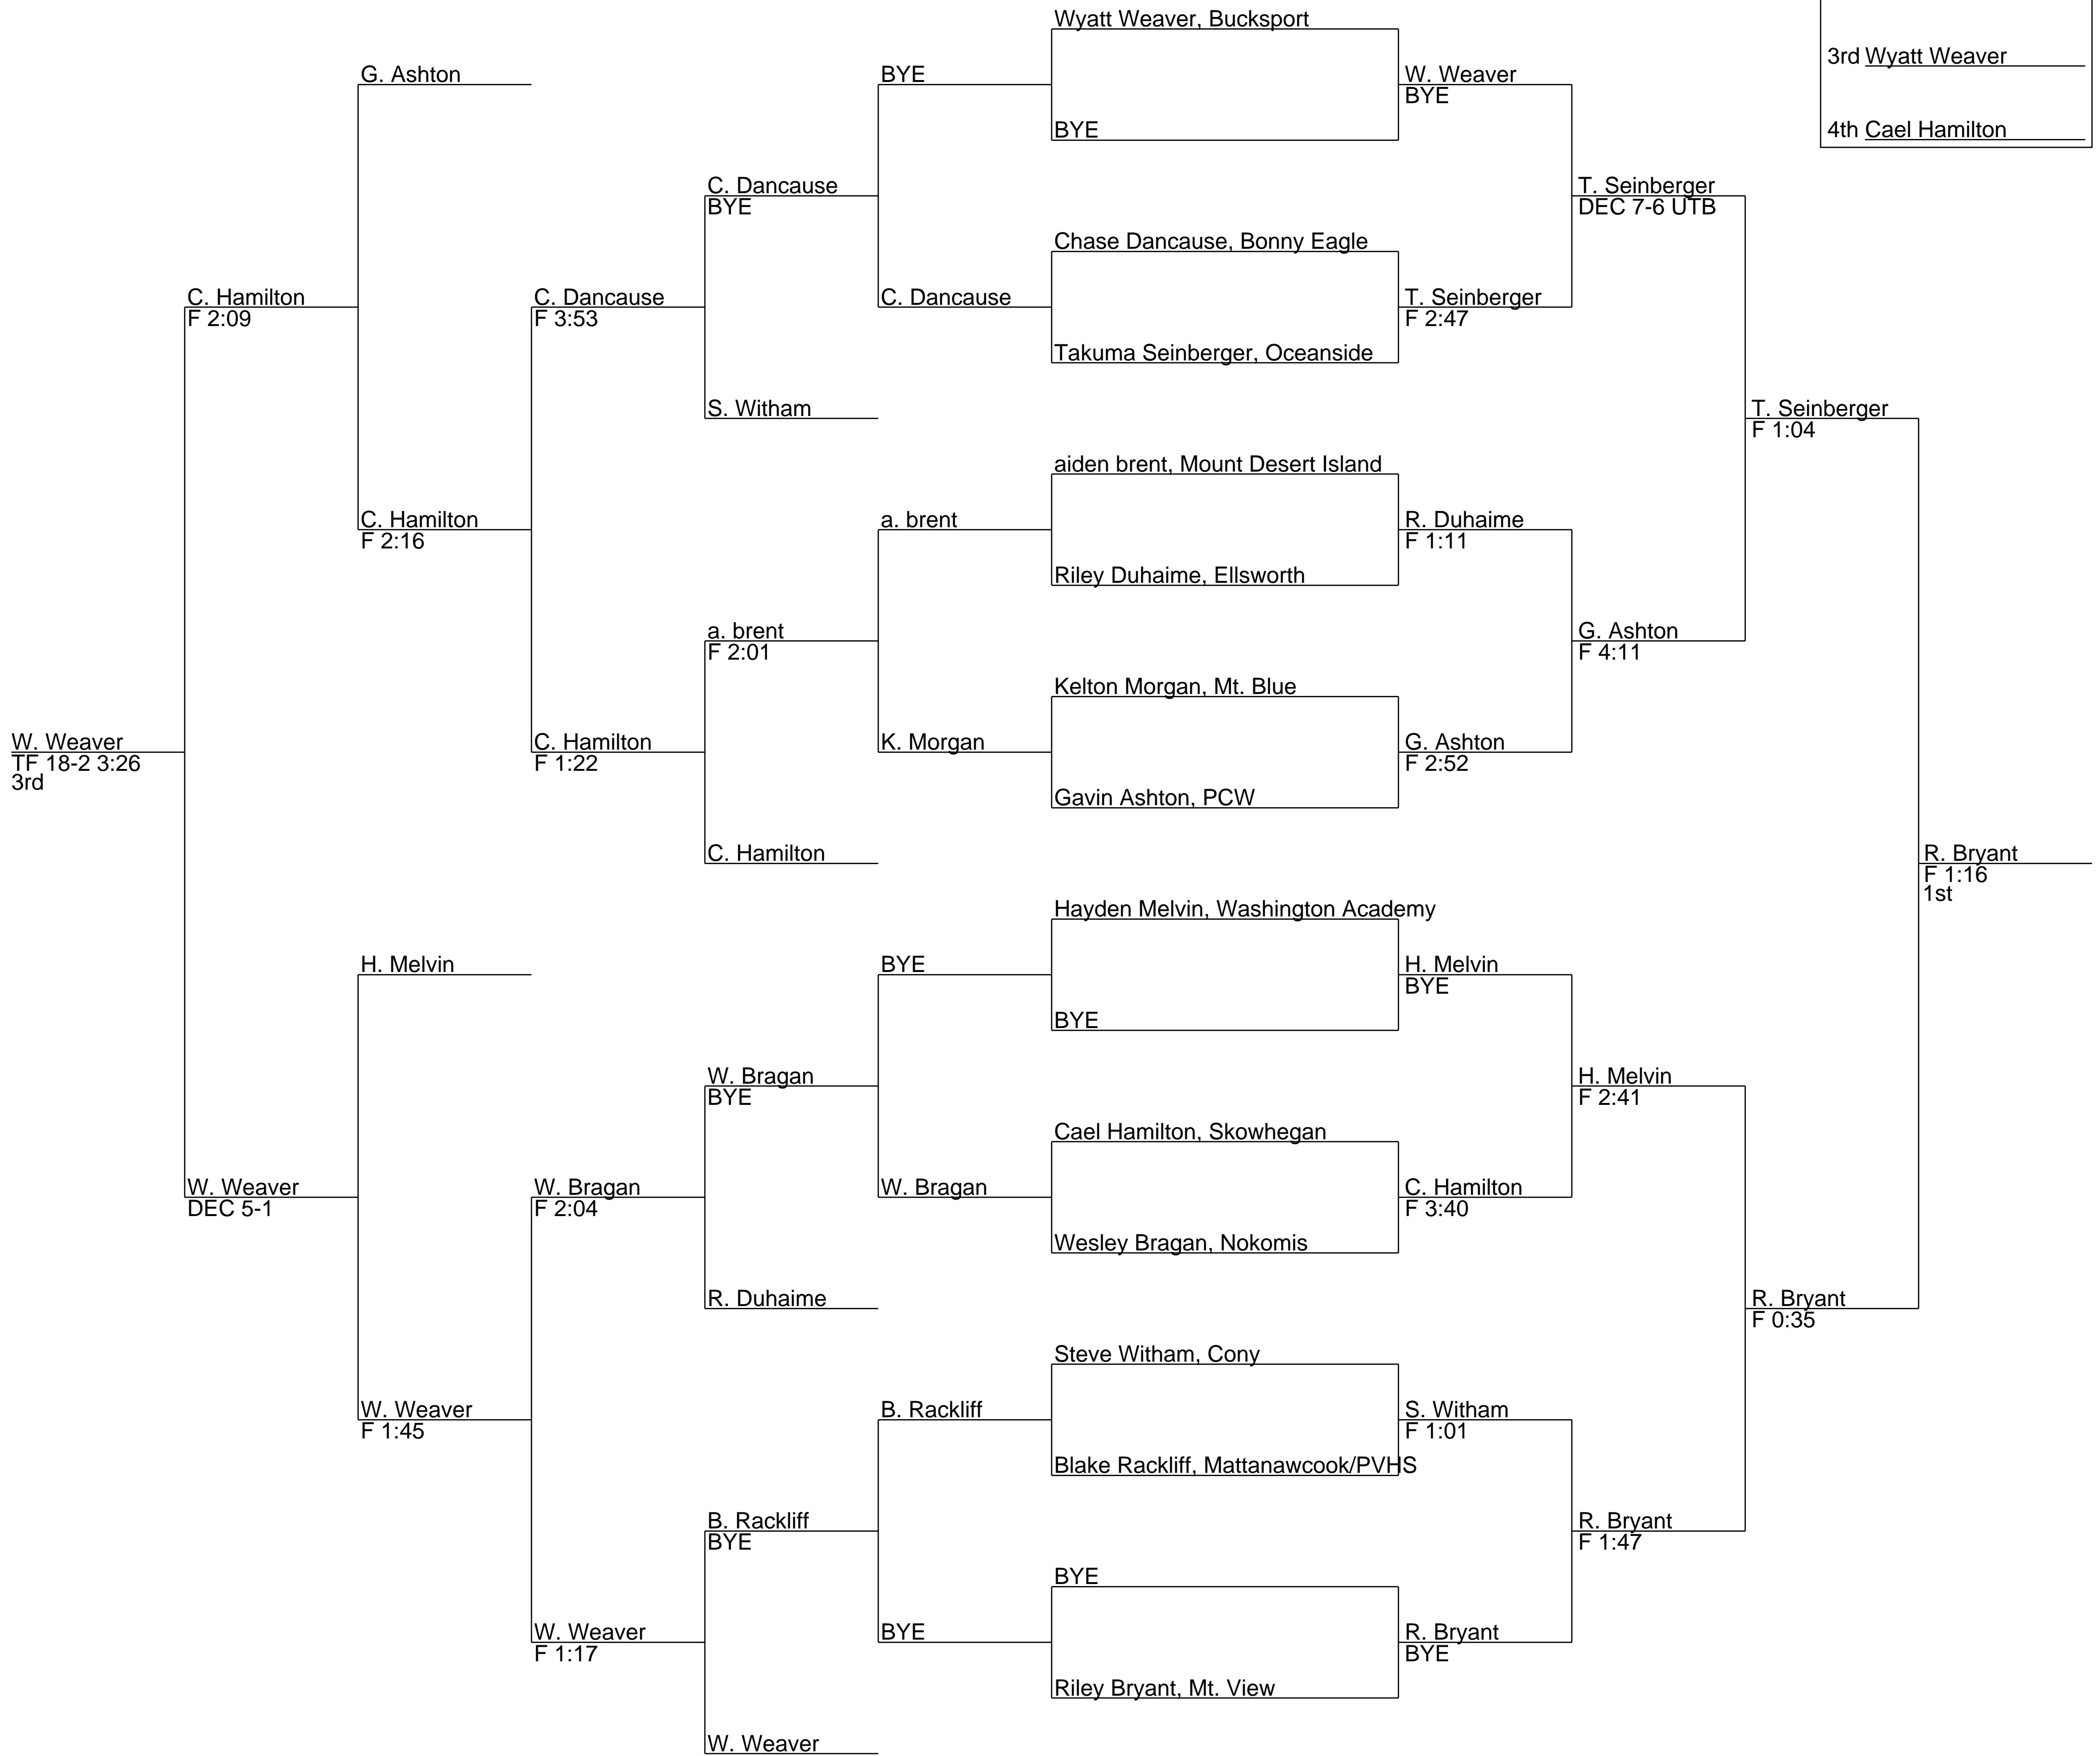 Wyatt Weaver, Bucksport
3rd Wyatt Weaver
G. Ashton
BYE
W. Weaver
BYE
BYE
4th Cael Hamilton
C. Dancause
BYE
T. Seinberger
DEC 7-6 UTB
Chase Dancause, Bonny Eagle
C. Hamilton
F 2:09
C. Dancause
F 3:53
C. Dancause
T. Seinberger
F 2:47
Takuma Seinberger, Oceanside
S. Witham
T. Seinberger
F 1:04
aiden brent, Mount Desert Island
C. Hamilton
F 2:16
a. brent
R. Duhaime
F 1:11
Riley Duhaime, Ellsworth
a. brent
F 2:01
G. Ashton
F 4:11
Kelton Morgan, Mt. Blue
W. Weaver
TF 18-2 3:26
3rd
C. Hamilton
F 1:22
K. Morgan
G. Ashton
F 2:52
Gavin Ashton, PCW
C. Hamilton
R. Bryant
F 1:16
1st
Hayden Melvin, Washington Academy
H. Melvin
BYE
H. Melvin
BYE
BYE
W. Bragan
BYE
H. Melvin
F 2:41
Cael Hamilton, Skowhegan
W. Weaver
DEC 5-1
W. Bragan
F 2:04
W. Bragan
C. Hamilton
F 3:40
Wesley Bragan, Nokomis
R. Duhaime
R. Bryant
F 0:35
Steve Witham, Cony
W. Weaver
F 1:45
B. Rackliff
S. Witham
F 1:01
Blake Rackliff, Mattanawcook/PVHS
B. Rackliff
BYE
R. Bryant
F 1:47
BYE
W. Weaver
F 1:17
BYE
R. Bryant
BYE
Riley Bryant, Mt. View
W. Weaver